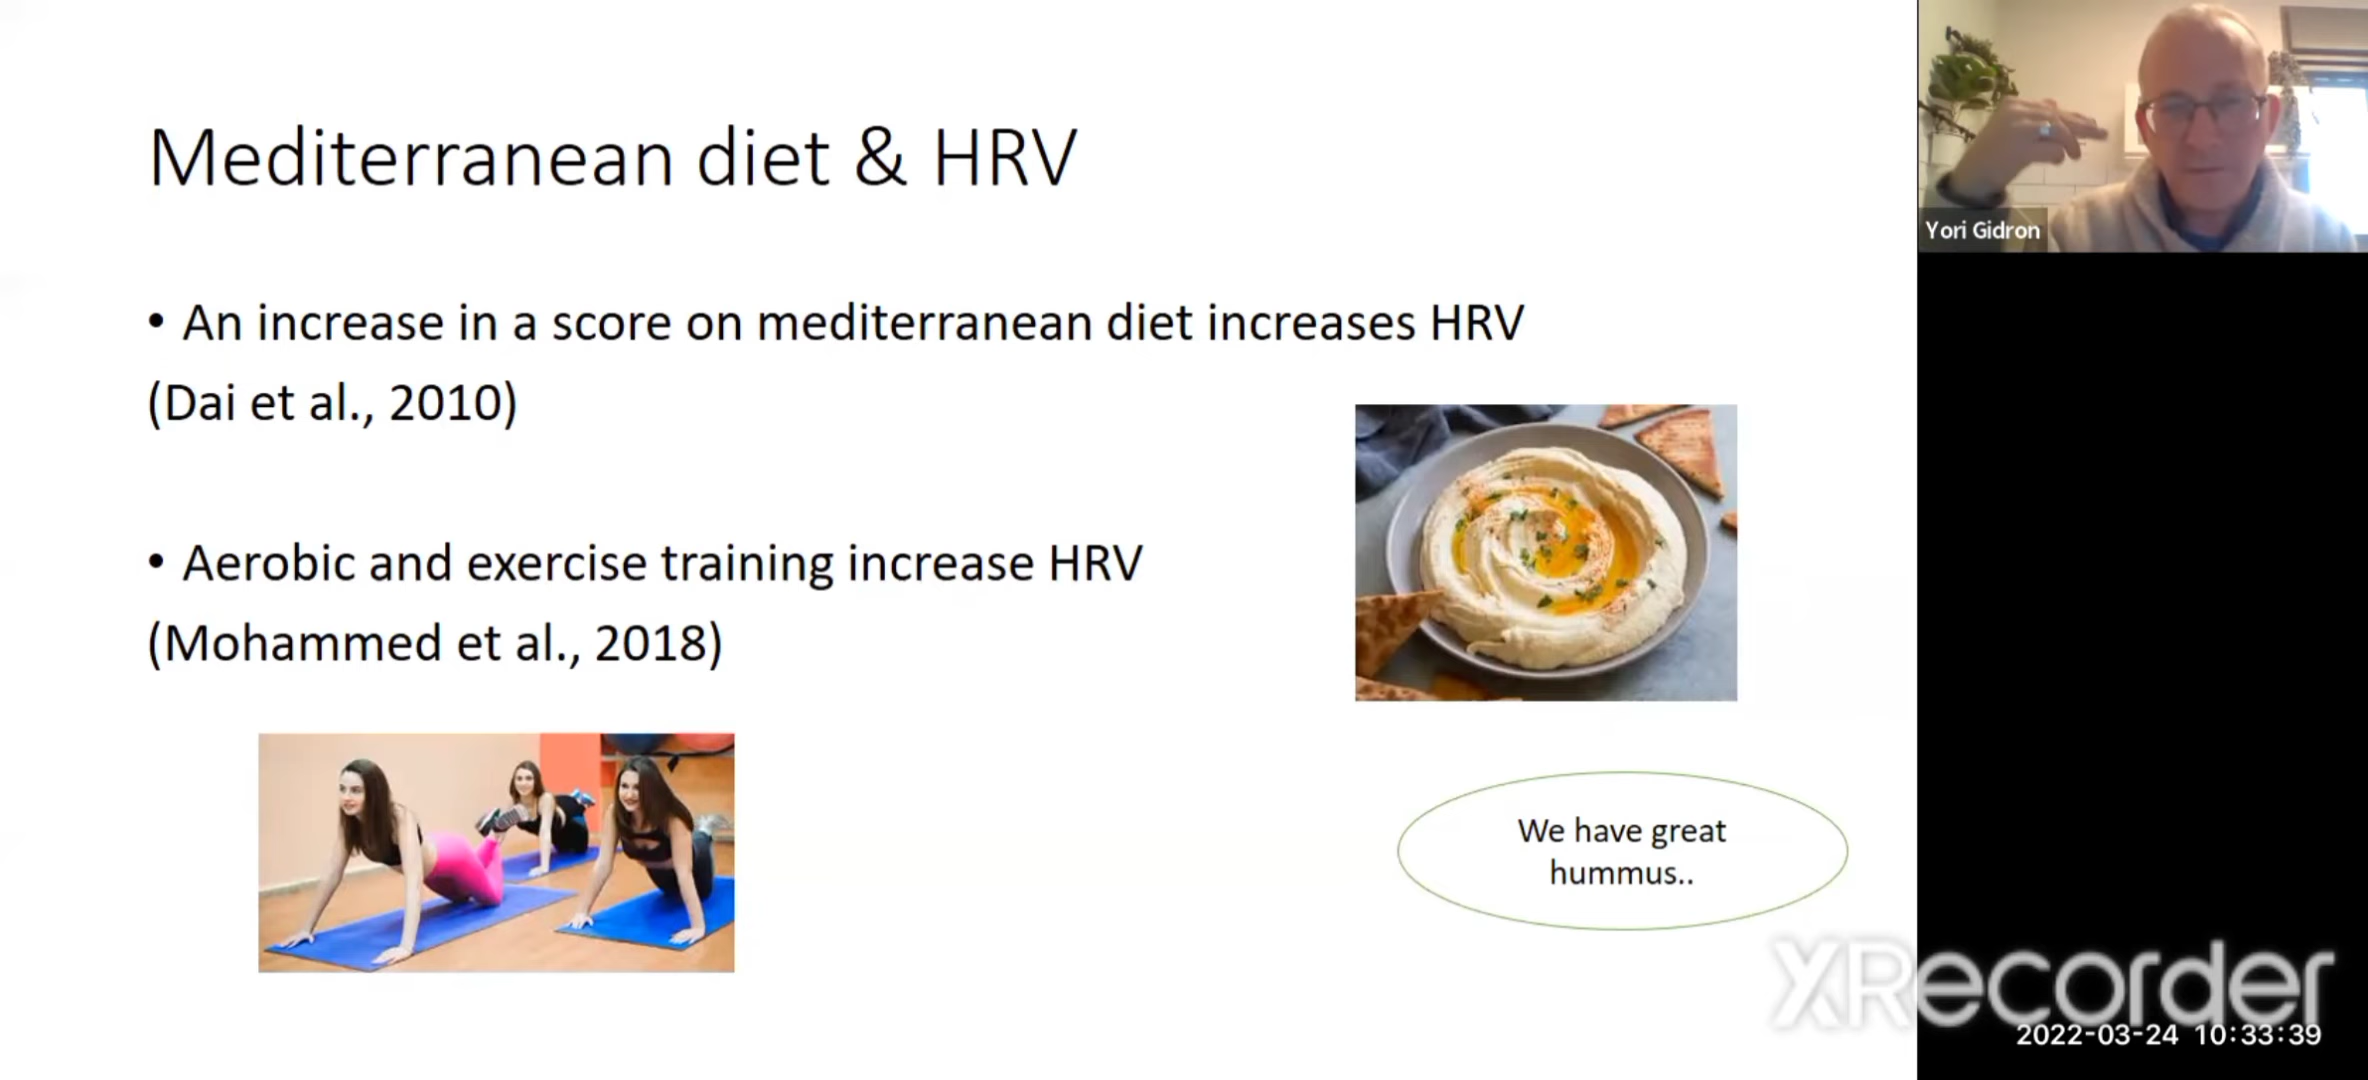 Mediterranean diet & HRV
• An increase in a score on mediterranean diet increases HRV
(Dai et al., 2010)
• Aerobic and exercise training increase HRV
(Mohammed et al., 2018)
We have great
hummus..
Yori Gidron
XRecorder
2022-03-24 10:33:39